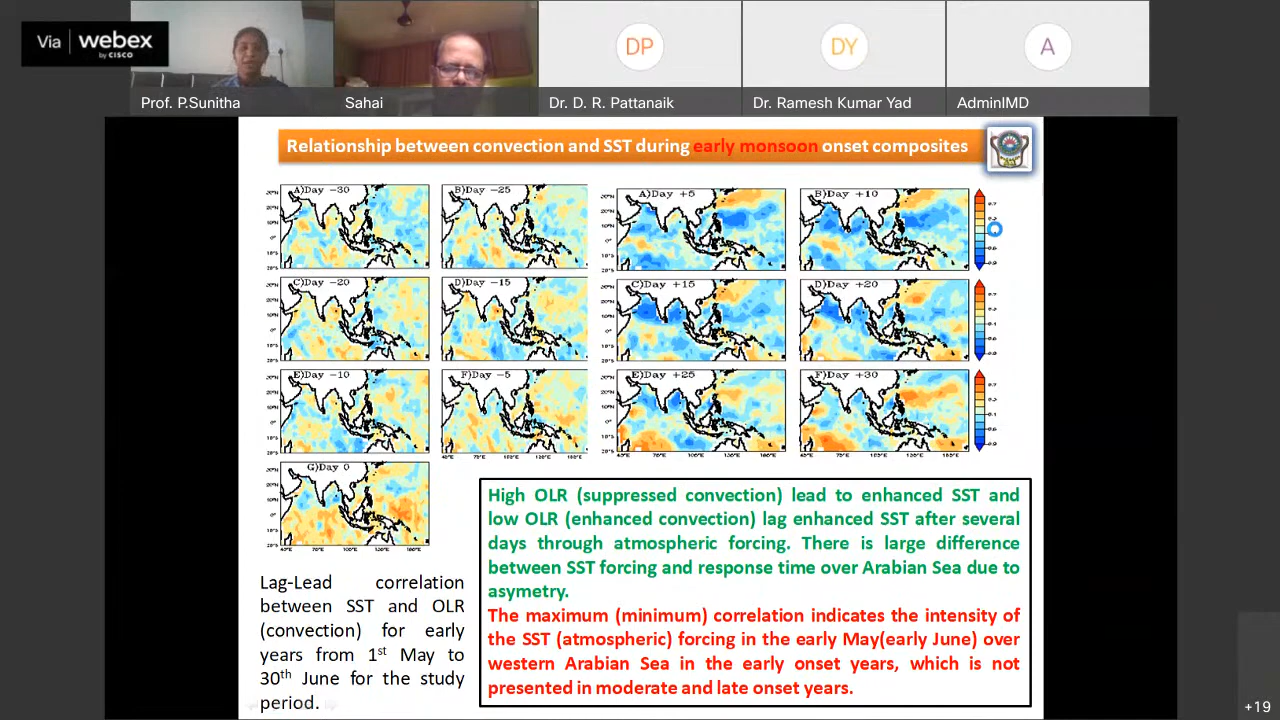 Via webex
by CISCO
DP
DY
A
Prof. P.Sunitha
Sahai
Dr. D. R. Pattanaik
Dr. Ramesh Kumar Yad
AdminIMD
Relationship between convection and SST during early monsoon onset composites
A)Day -30
B)Day -25
A)Day +5
B)Day +10
C)Day -20
D)Day -15
C)Day +15
D)Day +20
E)Day -10
F)Day -5
E)Day +25
F)Day +30
G)Day 0
High OLR (suppressed convection) lead to enhanced SST and
low OLR (enhanced convection) lag enhanced SST after several
days through atmospheric forcing. There is large difference
between SST forcing and response time over Arabian Sea due to
asymetry.
The maximum (minimum) correlation indicates the intensity of
the SST (atmospheric) forcing in the early May(early June) over
western Arabian Sea in the early onset years, which is not
presented in moderate and late onset years.
Lag-Lead correlation
between SST and OLR
(convection) for early
years from 1st May to
30th June for the study
period.
+19